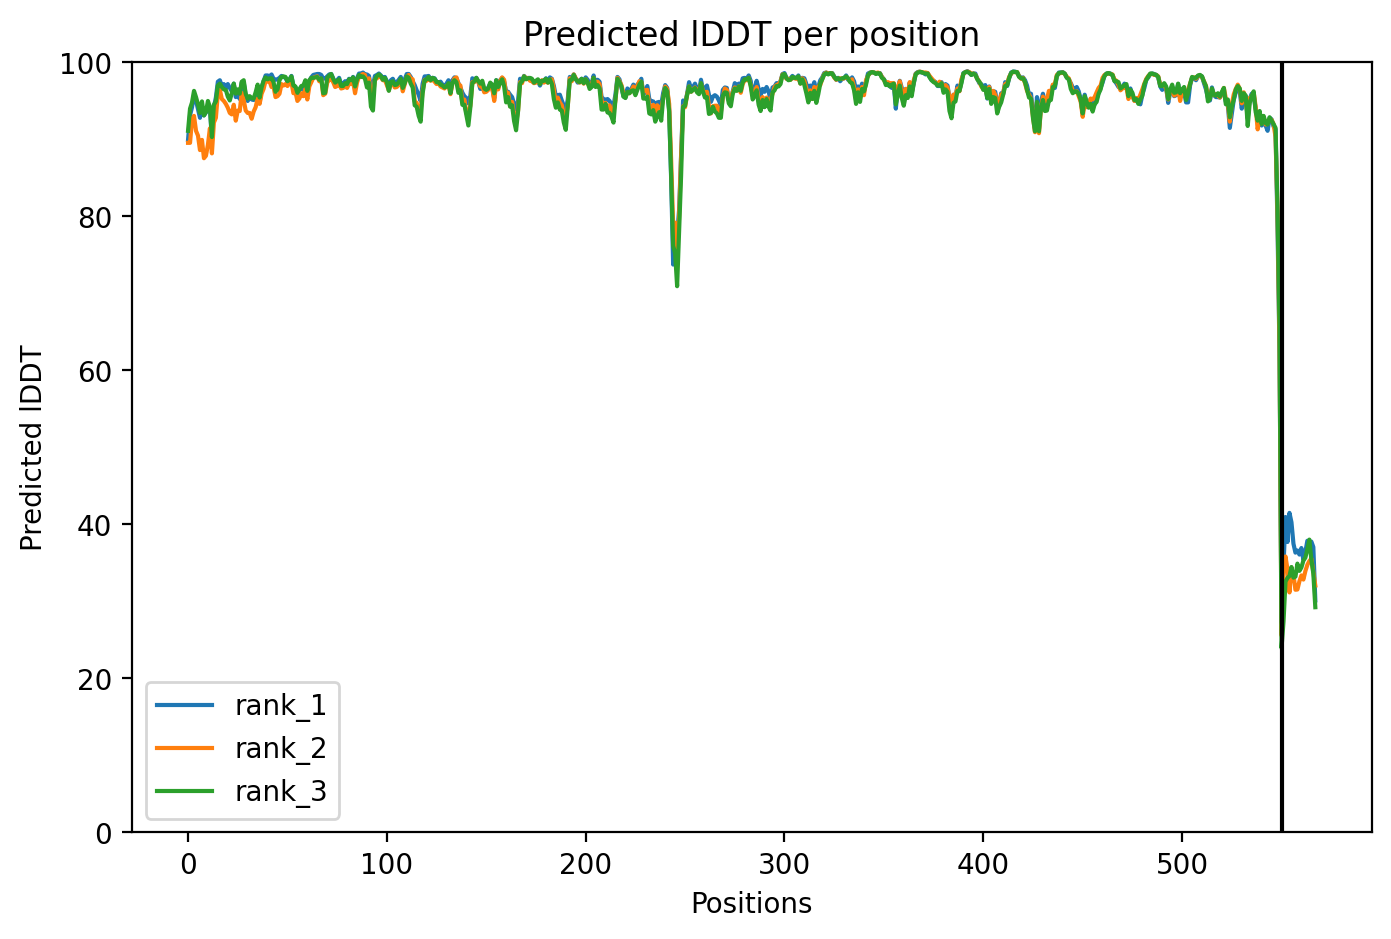 Predicted lDDT per position
100
80
60
40
20
0
Predicted lDDT
rank_1
rank_2
rank_3
0 100 200 300 400 500
Positions